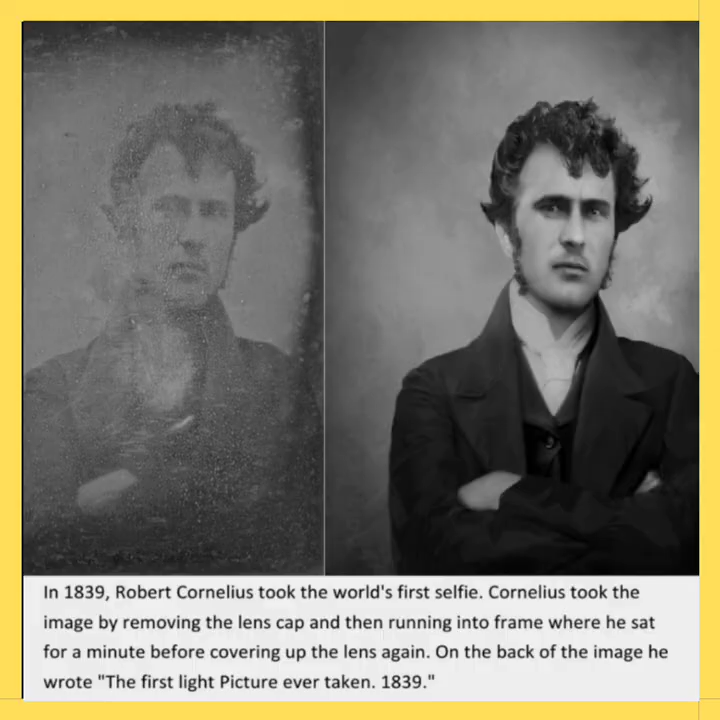 In 1839, Robert Cornelius took the world's first selfie. Cornelius took the
image by removing the lens cap and then running into frame where he sat
for a minute before covering up the lens again. On the back of the image he
wrote "The first light Picture ever taken. 1839."